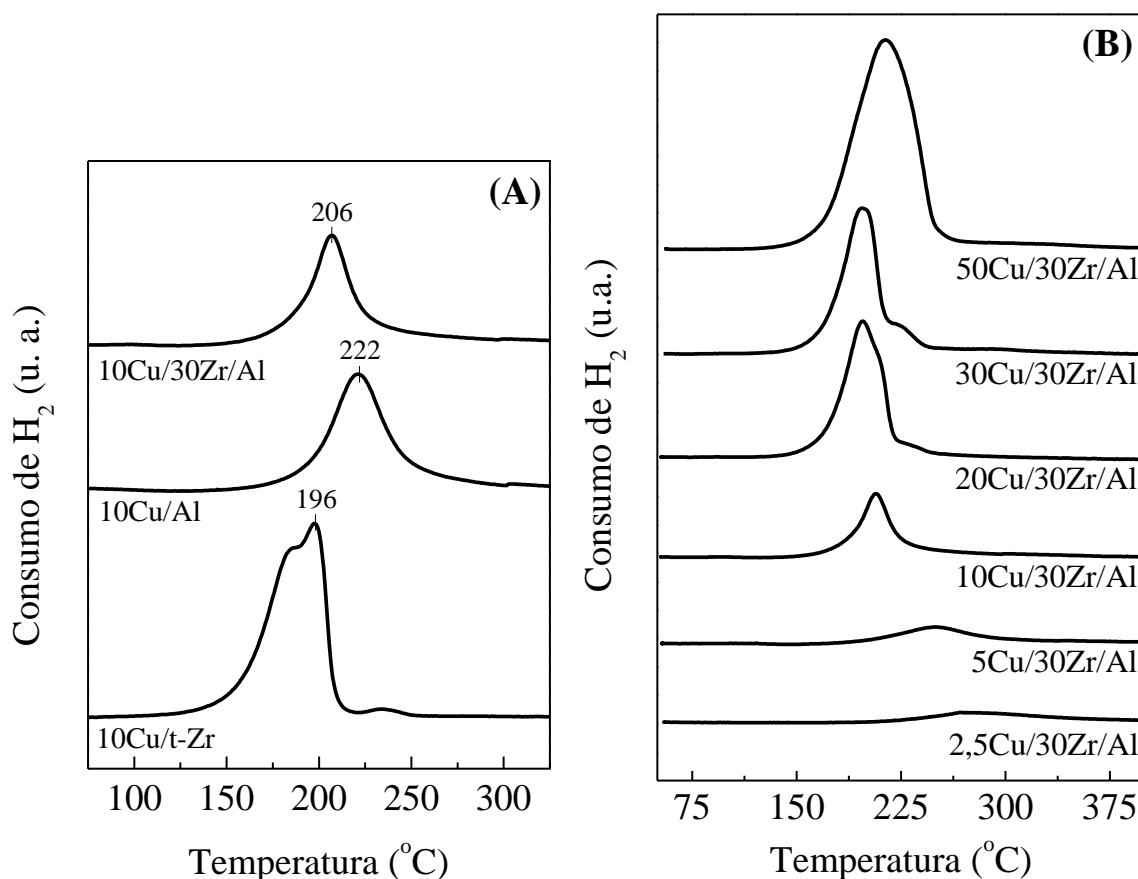 (A)
206
10Cu/30Zr/Al
222
10Cu/Al
196
10Cu/t-Zr
100 150 200 250 300
Temperatura (°C)
Consumo de H₂ (u. a.)
(B)
50Cu/30Zr/Al
30Cu/30Zr/Al
20Cu/30Zr/Al
10Cu/30Zr/Al
5Cu/30Zr/Al
2,5Cu/30Zr/Al
75 150 225 300 375
Temperatura (°C)
Consumo de H₂ (u.a.)